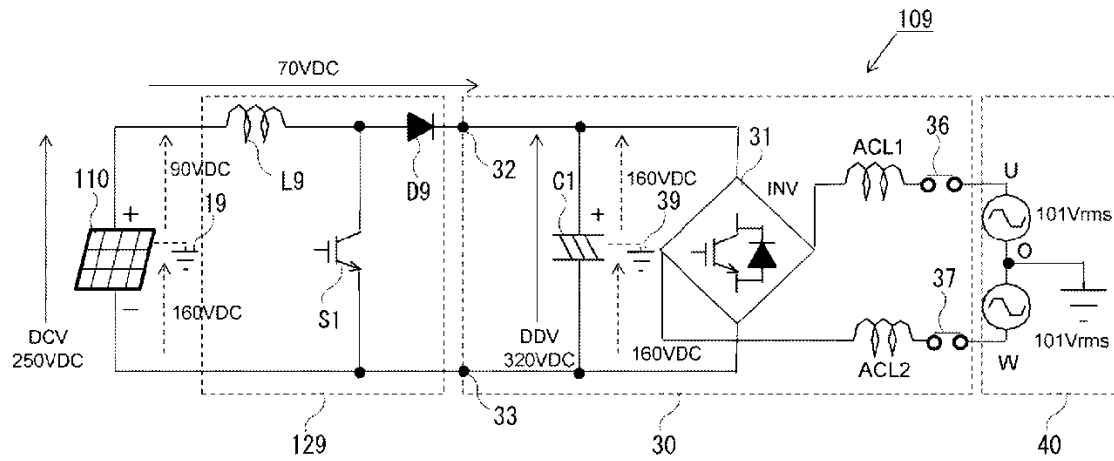 109
70VDC
110
+
−
90VDC
19
160VDC
DCV
250VDC
L9
S1
D9
129
32
33
DDV
320VDC
C1
+
160VDC
39
160VDC
31
INV
ACL1
36
ACL2
37
30
U
101Vrms
O
W
101Vrms
40